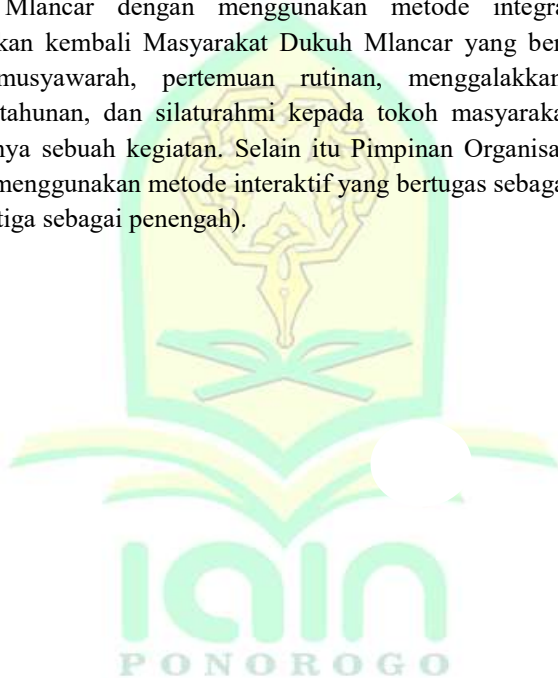 Mlancar dengan menggunakan metode integra
kan kembali Masyarakat Dukuh Mlancar yang ber
musyawarah, pertemuan rutinan, menggalakkan
tahunan, dan silaturahmi kepada tokoh masyaraka
nya sebuah kegiatan. Selain itu Pimpinan Organisa
menggunakan metode interaktif yang bertugas sebaga
tiga sebagai penengah).
iain
PONOROGO